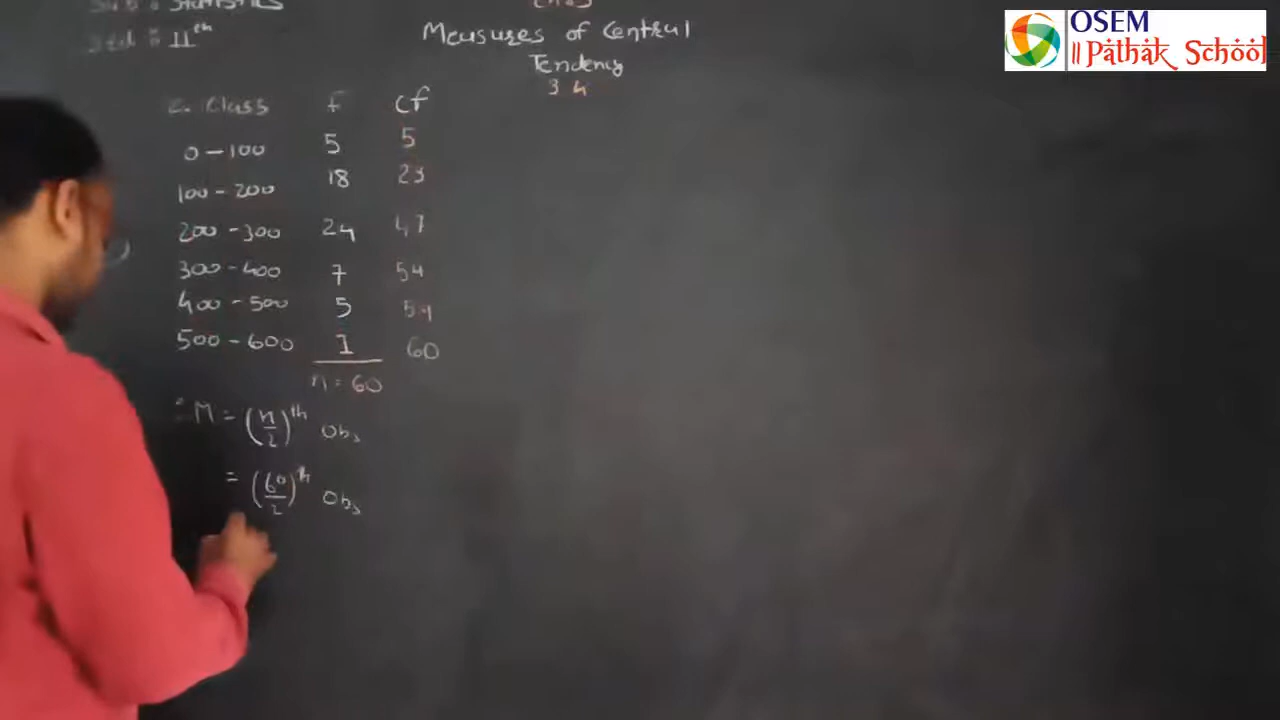 OSEM
|| Pathak School
STATISTICS
11th
Measures of Central
Tendency
3.4
Class f cf
0 – 100 5 5
100 – 200 18 23
200 – 300 24 47
300 – 400 7 54
400 – 500 5 59
500 – 600 1 60
n = 60
∴ M = (n/2)th Obs
= (60/2)th Obs